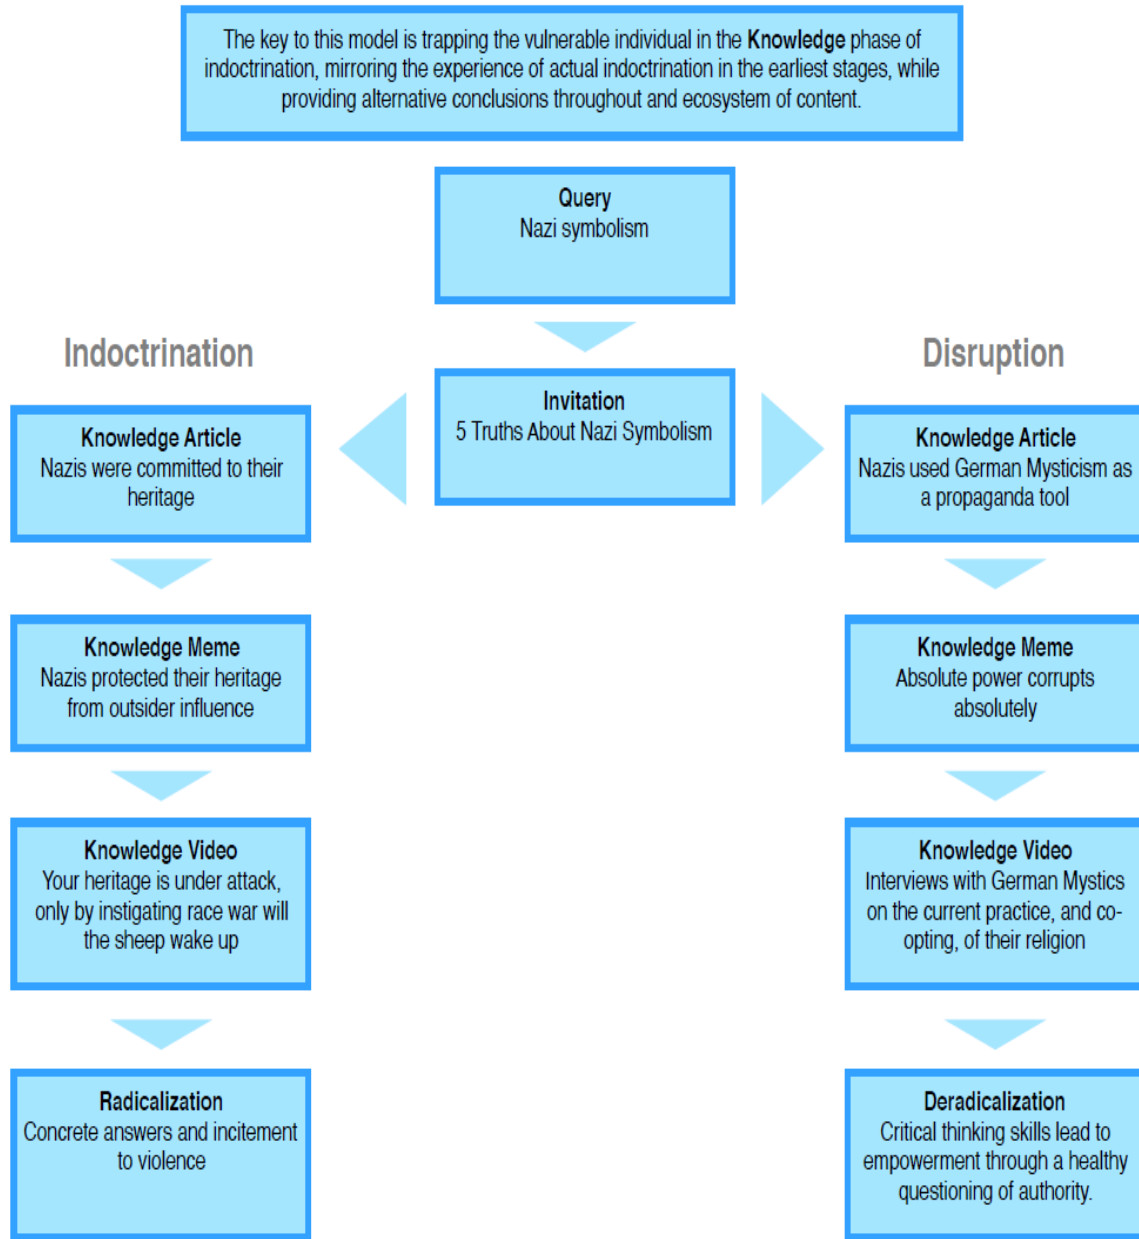 The key to this model is trapping the vulnerable individual in the Knowledge phase of
indoctrination, mirroring the experience of actual indoctrination in the earliest stages, while
providing alternative conclusions throughout and ecosystem of content.
Query
Nazi symbolism
Indoctrination
Disruption
Invitation
5 Truths About Nazi Symbolism
Knowledge Article
Nazis were committed to their
heritage
Knowledge Meme
Nazis protected their heritage
from outsider influence
Knowledge Video
Your heritage is under attack,
only by instigating race war will
the sheep wake up
Radicalization
Concrete answers and incitement
to violence
Knowledge Article
Nazis used German Mysticism as
a propaganda tool
Knowledge Meme
Absolute power corrupts
absolutely
Knowledge Video
Interviews with German Mystics
on the current practice, and co-
opting, of their religion
Deradicalization
Critical thinking skills lead to
empowerment through a healthy
questioning of authority.